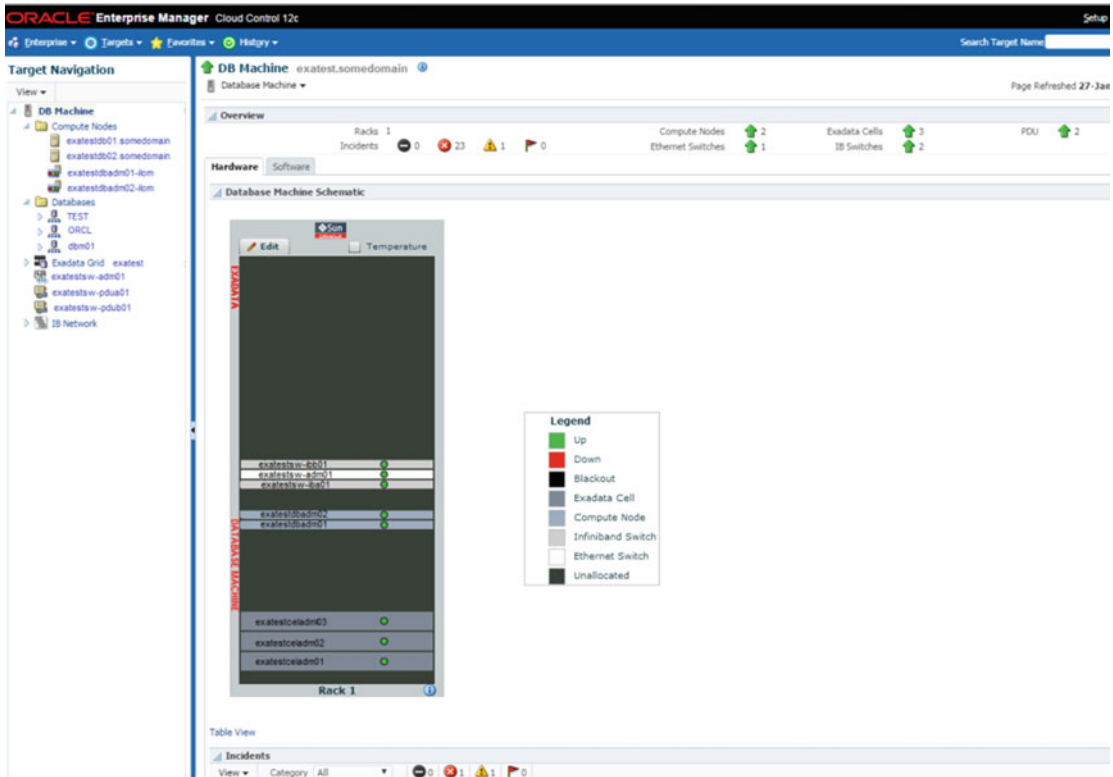 ORACLE Enterprise Manager Cloud Control 12c
Setup
Enterprise Targets Favorites History
Search Target Name
Target Navigation
View
DB Machine
Compute Nodes
exatestdb01.somedomain
exatestdb02.somedomain
exatestdbadm01-ilom
exatestdbadm02-ilom
Databases
TEST
ORCL
dbm01
Exadata Grid exatest
exatestsw-adm01
exatestsw-pdua01
exatestsw-pdub01
IB Network
DB Machine exatest.somedomain
Database Machine
Page Refreshed 27-Jan
Overview
Racks 1 Compute Nodes 2 Exadata Cells 3 PDU 2
Incidents 0 23 1 0 Ethernet Switches 1 IB Switches 2
Hardware Software
Database Machine Schematic
Sun
Edit Temperature
EXADATA
exatestsw-ibb01
exatestsw-adm01
exatestsw-iba01
exatestdbadm02
exatestdbadm01
DATABASE MACHINE
exatestceladm03
exatestceladm02
exatestceladm01
Rack 1
Legend
Up
Down
Blackout
Exadata Cell
Compute Node
Infiniband Switch
Ethernet Switch
Unallocated
Table View
Incidents
View Category All 0 1 1 0